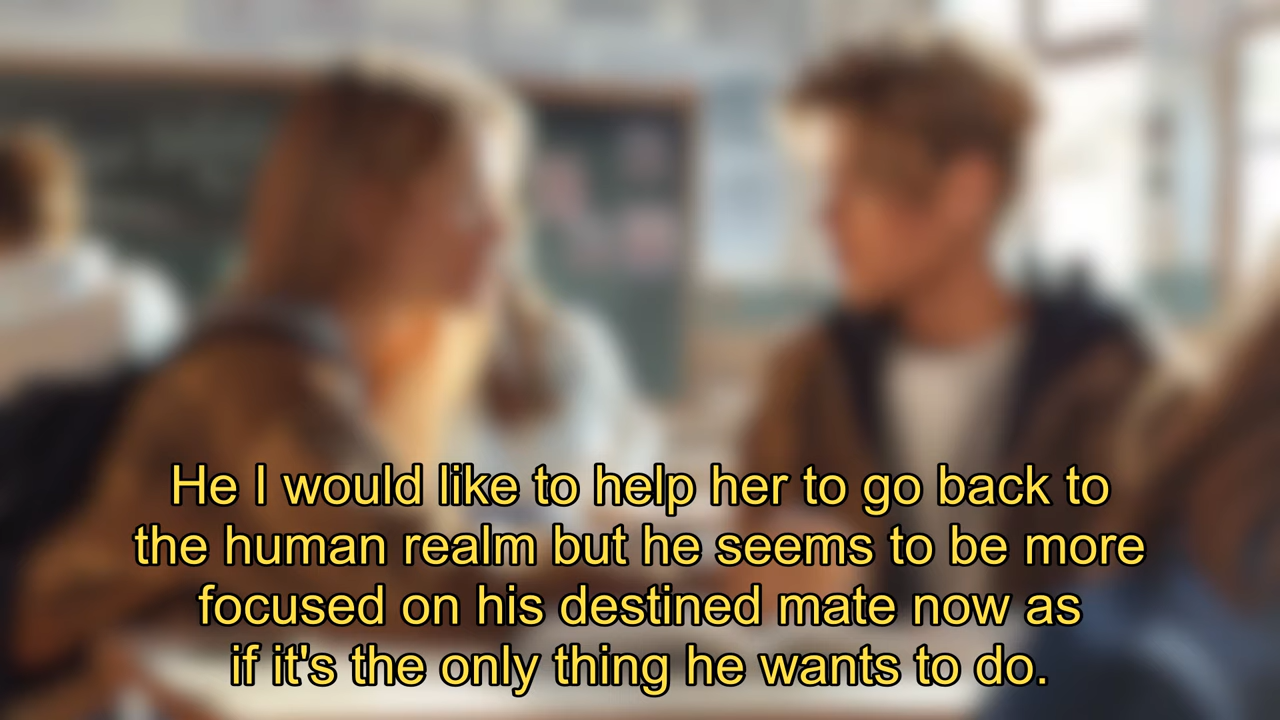 He I would like to help her to go back to
the human realm but he seems to be more
focused on his destined mate now as
if it's the only thing he wants to do.